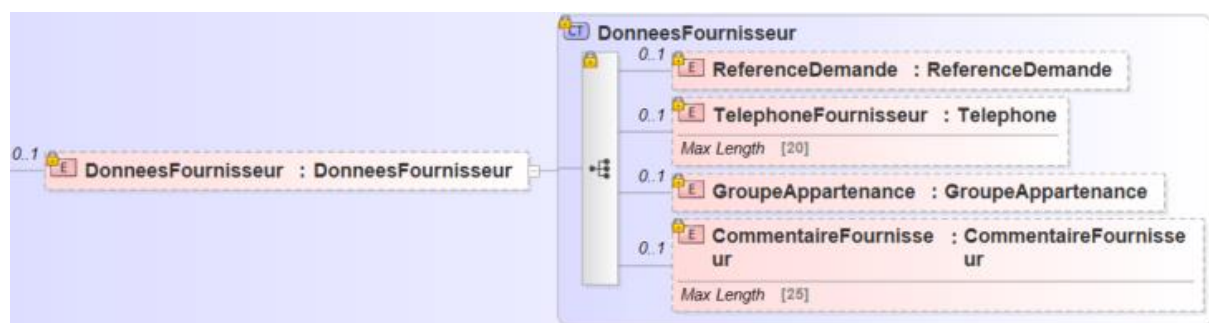 CT DonneesFournisseur
0..1 E ReferenceDemande : ReferenceDemande
0..1 E TelephoneFournisseur : Telephone
Max Length [20]
0..1 E DonneesFournisseur : DonneesFournisseur
0..1 E GroupeAppartenance : GroupeAppartenance
0..1 E CommentaireFournisse : CommentaireFournisse
ur ur
Max Length [25]